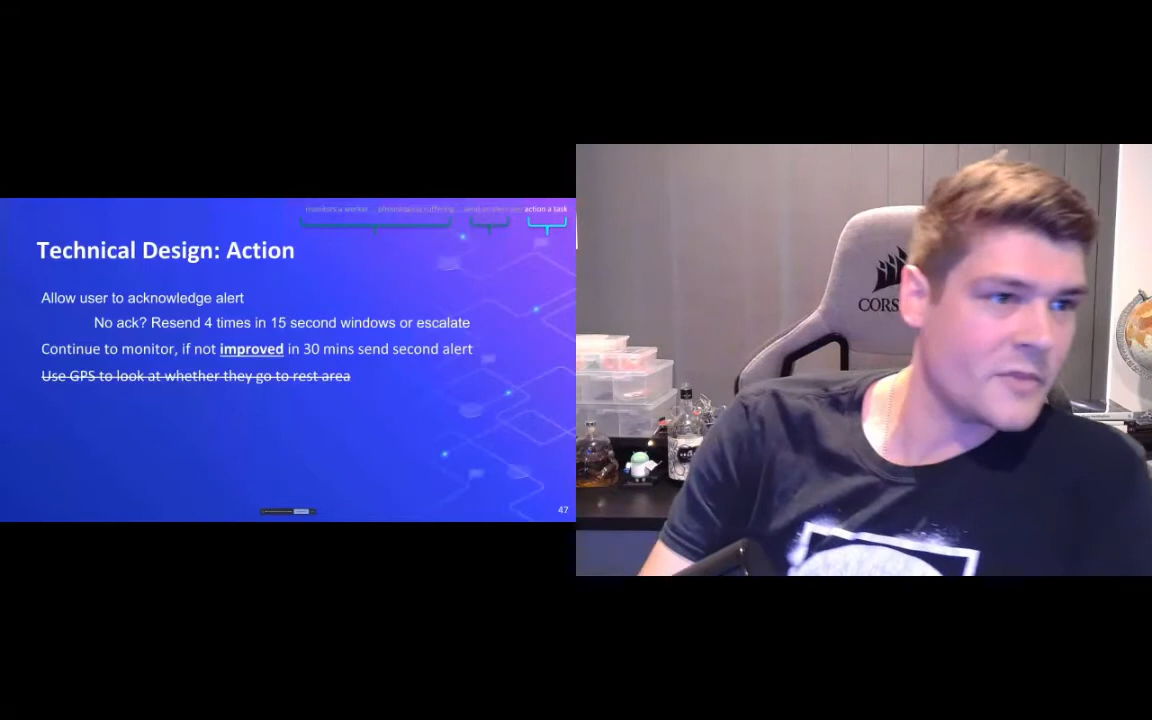 monitors a worker
action a task
Technical Design: Action
Allow user to acknowledge alert
No ack? Resend 4 times in 15 second windows or escalate
Continue to monitor, if not improved in 30 mins send second alert
Use GPS to look at whether they go to rest area
47
CORS